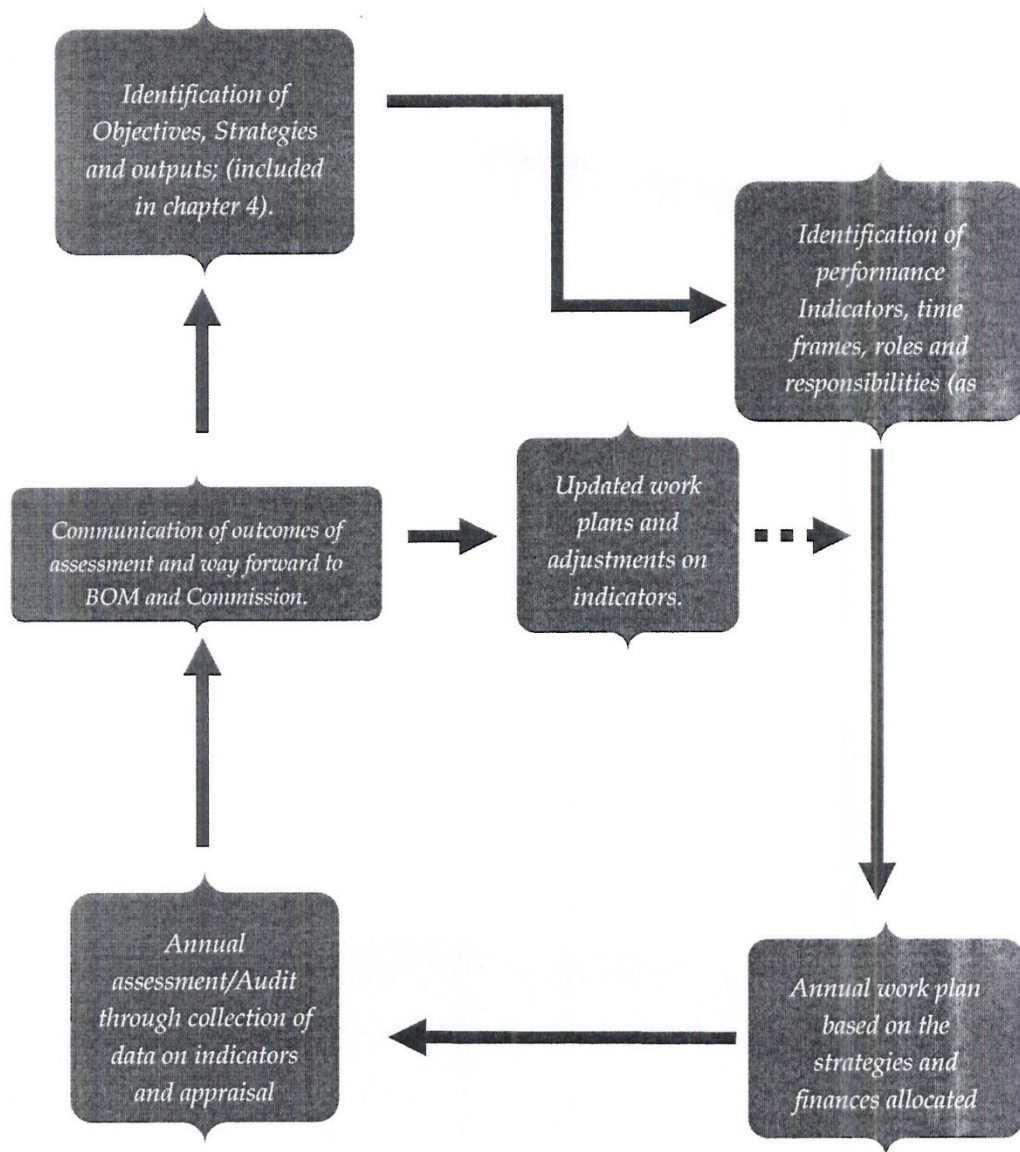 Identification of
Objectives, Strategies
and outputs; (included
in chapter 4).
Identification of
performance
Indicators, time
frames, roles and
responsibilities (as
Updated work
plans and
adjustments on
indicators.
Communication of outcomes of
assessment and way forward to
BOM and Commission.
Annual
assessment/Audit
through collection of
data on indicators
and appraisal
Annual work plan
based on the
strategies and
finances allocated